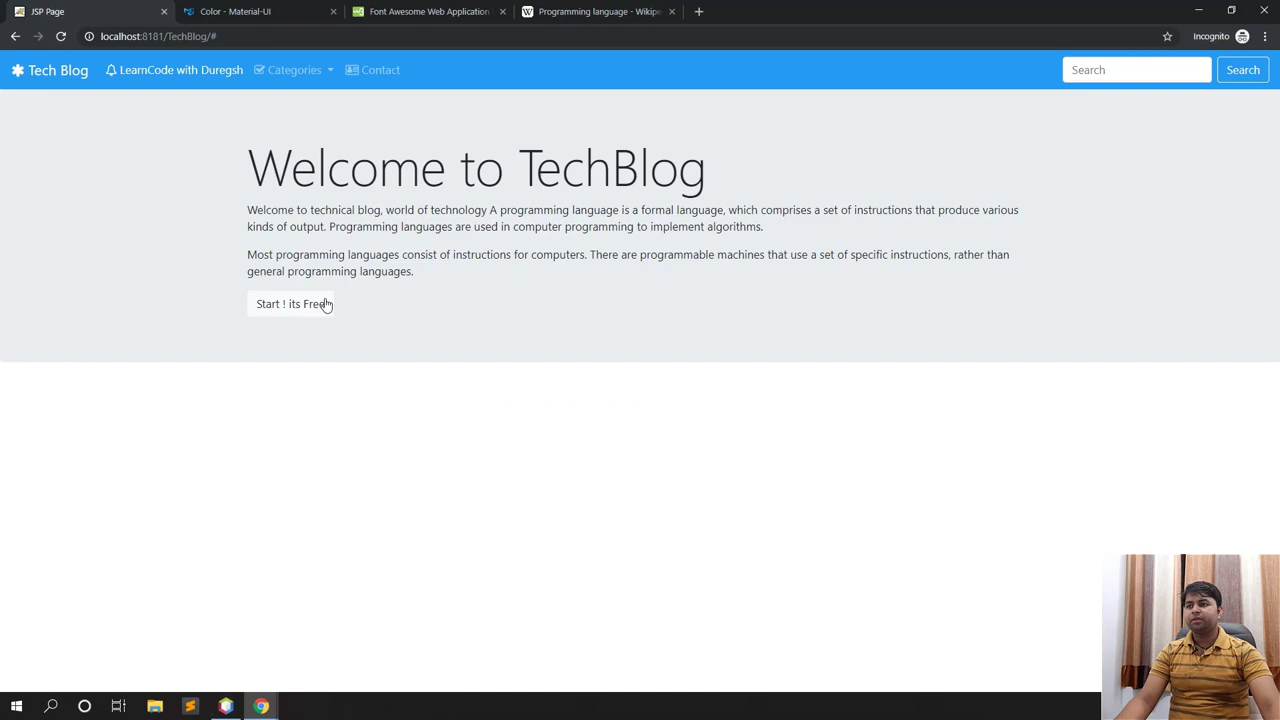 JSP Page
Color - Material-UI
Font Awesome Web Application
Programming language - Wikipe
localhost:8181/TechBlog/#
Incognito
Tech Blog
LearnCode with Duregsh
Categories
Contact
Search
Search
Welcome to TechBlog
Welcome to technical blog, world of technology A programming language is a formal language, which comprises a set of instructions that produce various
kinds of output. Programming languages are used in computer programming to implement algorithms.
Most programming languages consist of instructions for computers. There are programmable machines that use a set of specific instructions, rather than
general programming languages.
Start ! its Free